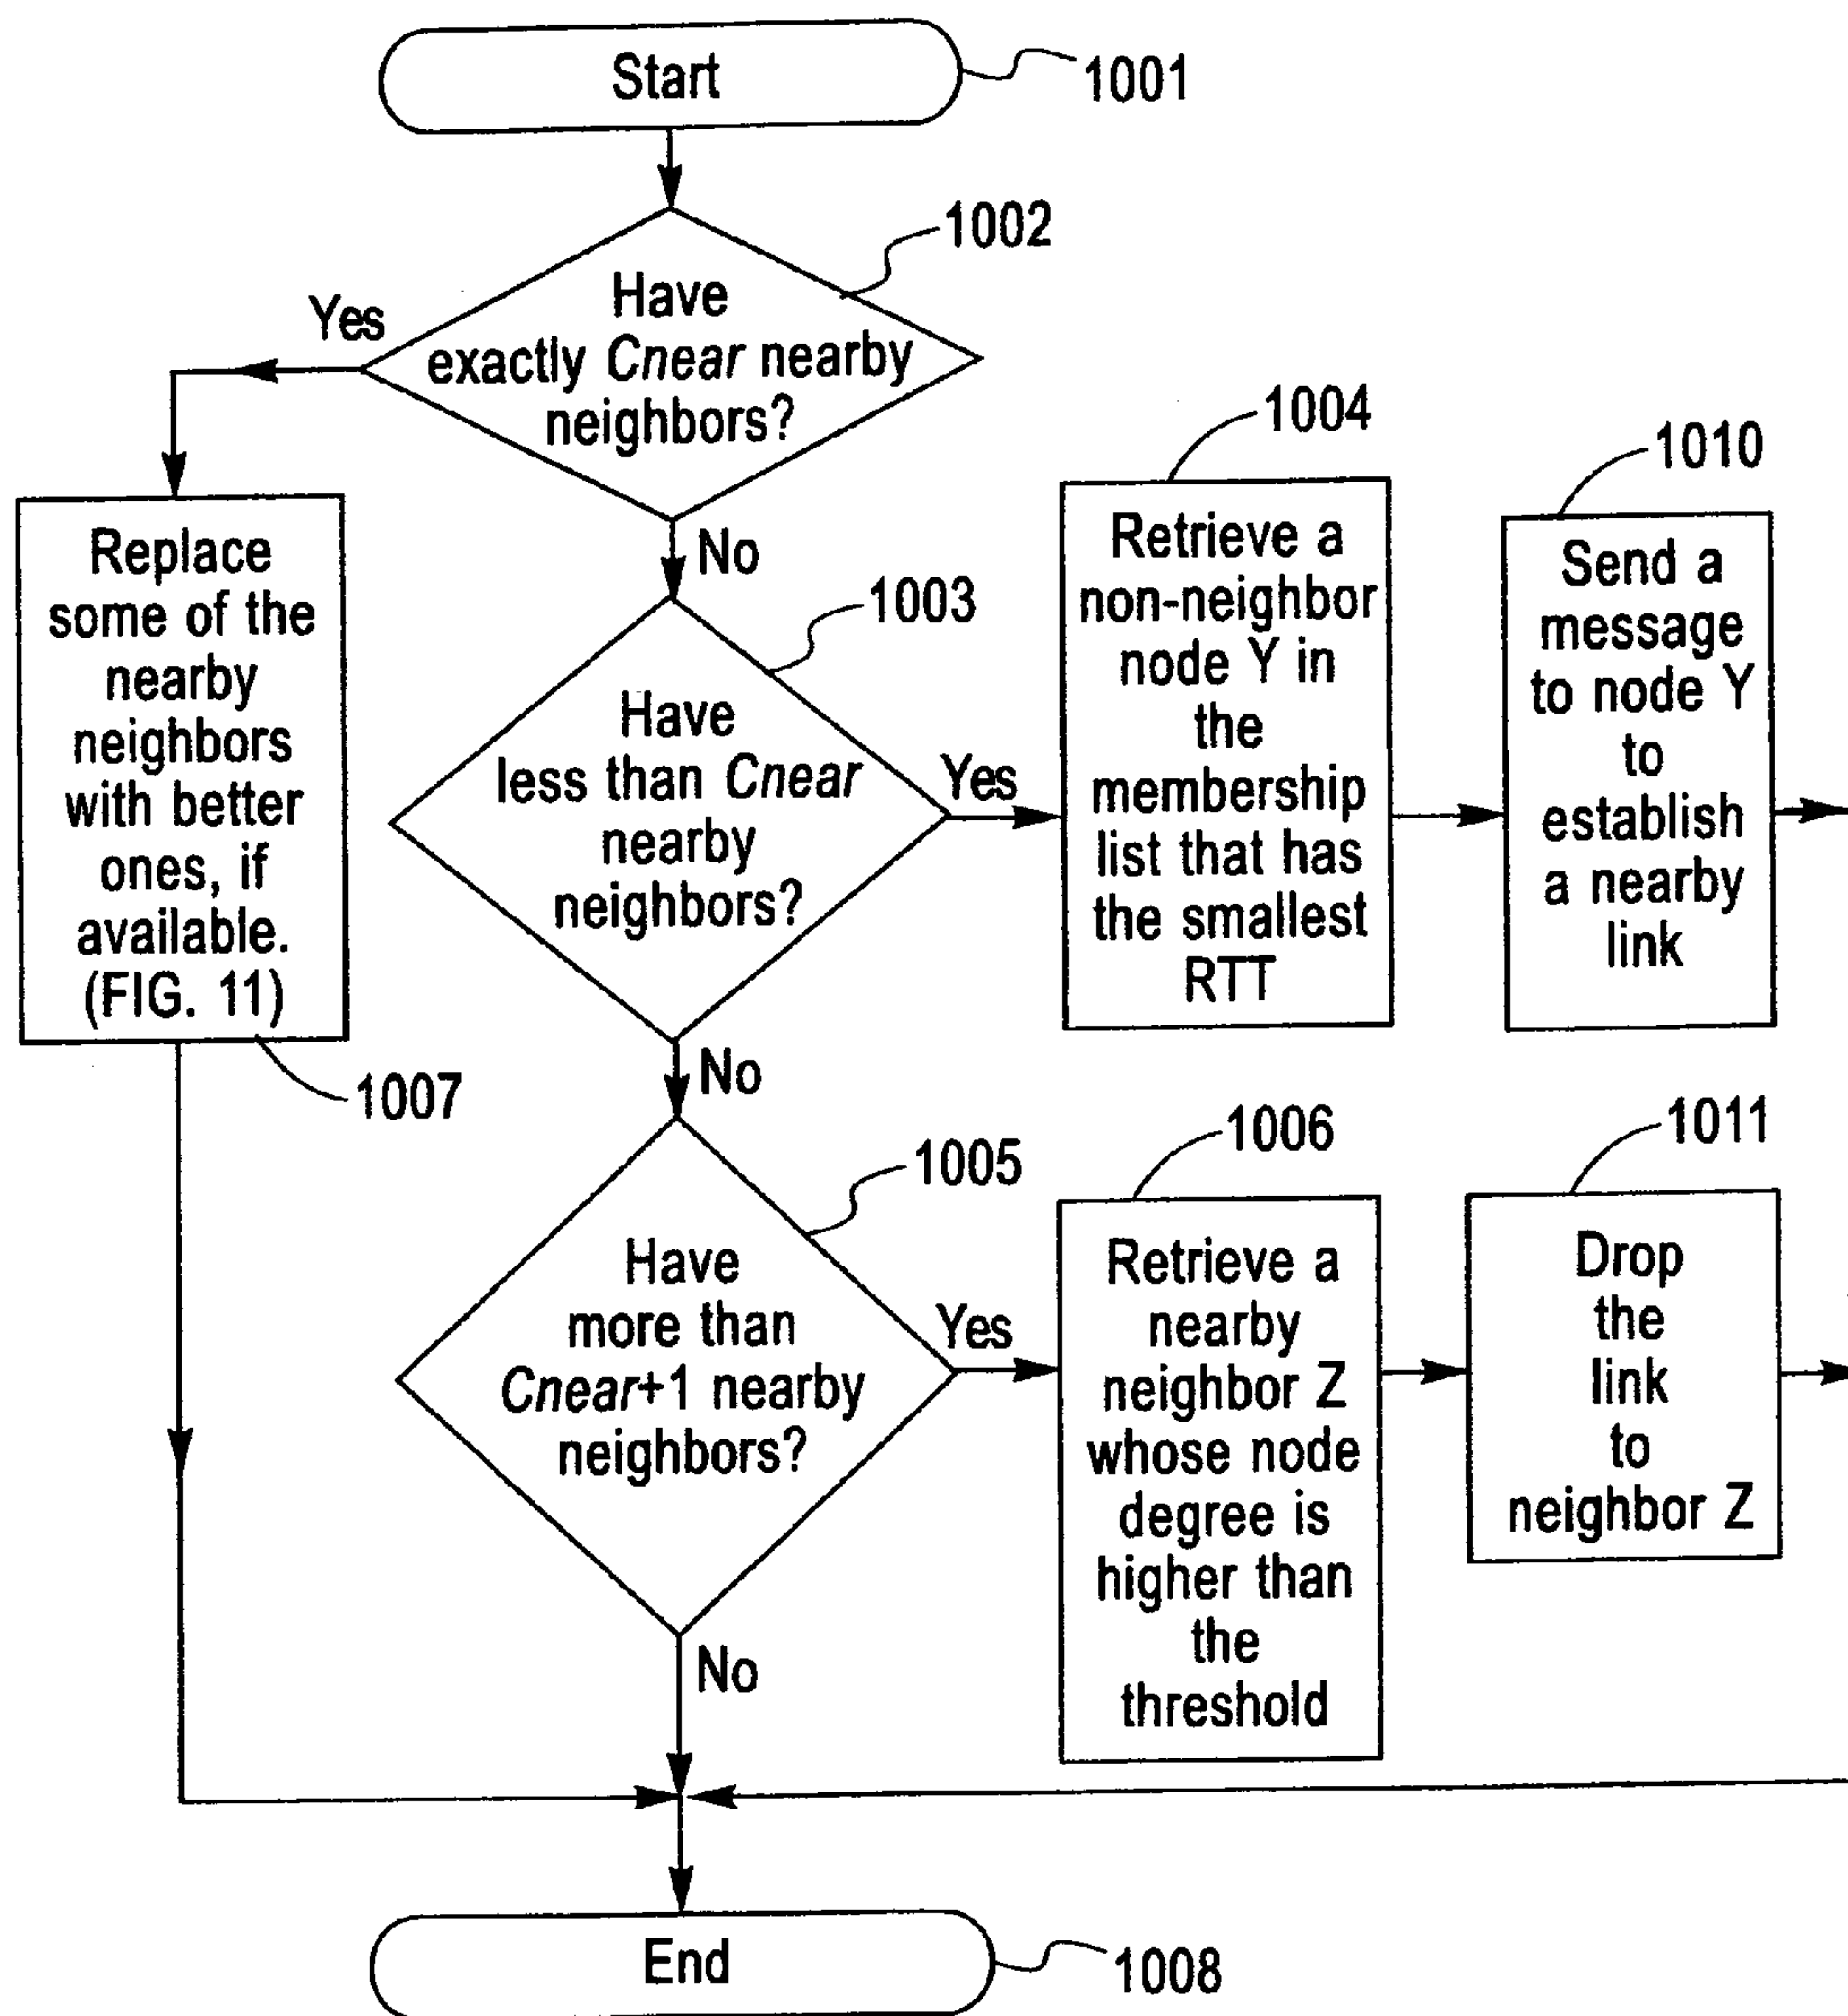 Start
1001
1002
Have
exactly Cnear nearby
neighbors?
Yes
No
Replace
some of the
nearby
neighbors
with better
ones, if
available.
(FIG. 11)
1007
1003
Have
less than Cnear
nearby
neighbors?
Yes
No
1004
Retrieve a
non-neighbor
node Y in
the
membership
list that has
the smallest
RTT
1010
Send a
message
to node Y
to
establish
a nearby
link
1005
Have
more than
Cnear+1 nearby
neighbors?
Yes
No
1006
Retrieve a
nearby
neighbor Z
whose node
degree is
higher than
the
threshold
1011
Drop
the
link
to
neighbor Z
End
1008